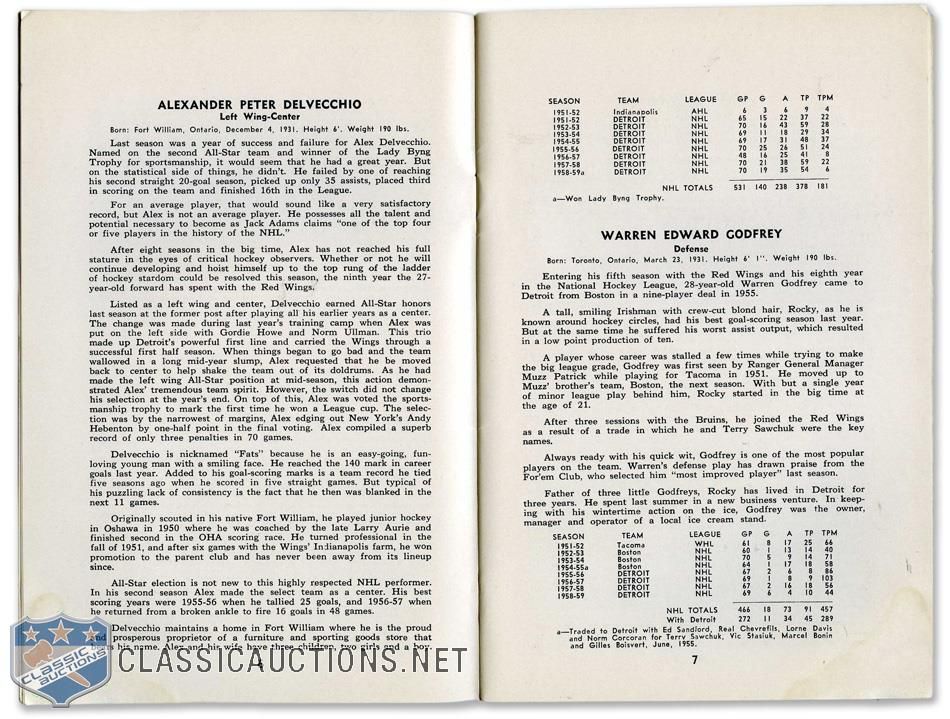 ALEXANDER PETER DELVECCHIO
Left Wing-Center
Born: Fort William, Ontario, December 4, 1931. Height 6'. Weight 190 lbs.
Last season was a year of success and failure for Alex Delvecchio.
Named on the second All-Star team and winner of the Lady Byng
Trophy for sportsmanship, it would seem that he had a great year. But
on the statistical side of things, he didn't. He failed by one of reaching
his second straight 20-goal season, picked up only 35 assists, placed third
in scoring on the team and finished 16th in the League.
For an average player, that would sound like a very satisfactory
record, but Alex is not an average player. He possesses all the talent and
potential necessary to become as Jack Adams claims "one of the top four
or five players in the history of the NHL."
After eight seasons in the big time, Alex has not reached his full
stature in the eyes of critical hockey observers. Whether or not he will
continue developing and hoist himself up to the top rung of the ladder
of hockey stardom could be resolved this season, the ninth year the 27-
year-old forward has spent with the Red Wings.
Listed as a left wing and center, Delvecchio earned All-Star honors
last season at the former post after playing all his earlier years as a center.
The change was made during last year's training camp when Alex was
put on the left side with Gordie Howe and Norm Ullman. This trio
made up Detroit's powerful first line and carried the Wings through a
successful first half season. When things began to go bad and the team
wallowed in a long mid-year slump, Alex requested that he be moved
back to center to help shake the team out of its doldrums. As he had
made the left wing All-Star position at mid-season, this action demon-
strated Alex' tremendous team spirit. However, the switch did not change
his selection at the year's end. On top of this, Alex was voted the sports-
manship trophy to mark the first time he won a League cup. The selec-
tion was by the narrowest of margins, Alex edging out New York's Andy
Hebenton by one-half point in the final voting. Alex compiled a superb
record of only three penalties in 70 games.
Delvecchio is nicknamed "Fats" because he is an easy-going, fun-
loving young man with a smiling face. He reached the 140 mark in career
goals last year. Added to his goal-scoring marks is a team record he tied
five seasons ago when he scored in five straight games. But typical of
his puzzling lack of consistency is the fact that he then was blanked in the
next 11 games.
Originally scouted in his native Fort William, he played junior hockey
in Oshawa in 1950 where he was coached by the late Larry Aurie and
finished second in the OHA scoring race. He turned professional in the
fall of 1951, and after six games with the Wings' Indianapolis farm, he won
promotion to the parent club and has never been away from its lineup
since.
All-Star election is not new to this highly respected NHL performer.
In his second season Alex made the select team as a center. His best
scoring years were 1955-56 when he tallied 25 goals, and 1956-57 when
he returned from a broken ankle to fire 16 goals in 48 games.
Delvecchio maintains a home in Fort William where he is the proud
and prosperous proprietor of a furniture and sporting goods store that
bears his name. Alex and his wife have three children, two girls and a boy.
CLASSIC AUCTIONS
CLASSICAUCTIONS.NET
SEASON TEAM LEAGUE GP G A TP TPM
1951-52 Indianapolis AHL 6 3 6 9 4
1951-52 DETROIT NHL 65 15 22 37 22
1952-53 DETROIT NHL 70 16 43 59 28
1953-54 DETROIT NHL 69 11 18 29 34
1954-55 DETROIT NHL 69 17 31 48 37
1955-56 DETROIT NHL 70 25 26 51 24
1956-57 DETROIT NHL 48 16 25 41 8
1957-58 DETROIT NHL 70 21 38 59 22
1958-59a DETROIT NHL 70 19 35 54 6
NHL TOTALS 531 140 238 378 181
a—Won Lady Byng Trophy.
WARREN EDWARD GODFREY
Defense
Born: Toronto, Ontario, March 23, 1931. Height 6' 1". Weight 190 lbs.
Entering his fifth season with the Red Wings and his eighth year
in the National Hockey League, 28-year-old Warren Godfrey came to
Detroit from Boston in a nine-player deal in 1955.
A tall, smiling Irishman with crew-cut blond hair, Rocky, as he is
known around hockey circles, had his best goal-scoring season last year.
But at the same time he suffered his worst assist output, which resulted
in a low point production of ten.
A player whose career was stalled a few times while trying to make
the big league grade, Godfrey was first seen by Ranger General Manager
Muzz Patrick while playing for Tacoma in 1951. He moved up to
Muzz' brother's team, Boston, the next season. With but a single year
of minor league play behind him, Rocky started in the big time at
the age of 21.
After three sessions with the Bruins, he joined the Red Wings
as a result of a trade in which he and Terry Sawchuk were the key
names.
Always ready with his quick wit, Godfrey is one of the most popular
players on the team. Warren's defense play has drawn praise from the
For'em Club, who selected him "most improved player" last season.
Father of three little Godfreys, Rocky has lived in Detroit for
three years. He spent last summer in a new business venture. In keep-
ing with his wintertime action on the ice, Godfrey was the owner,
manager and operator of a local ice cream stand.
SEASON TEAM LEAGUE GP G A TP TPM
1951-52 Tacoma WHL 61 8 17 25 66
1952-53 Boston NHL 60 1 13 14 40
1953-54 Boston NHL 70 5 9 14 71
1954-55a Boston NHL 64 1 17 18 58
1955-56 DETROIT NHL 67 2 6 8 86
1956-57 DETROIT NHL 69 1 8 9 103
1957-58 DETROIT NHL 67 2 16 18 56
1958-59 DETROIT NHL 69 6 4 10 44
NHL TOTALS 466 18 73 91 457
With Detroit 272 11 34 45 289
a—Traded to Detroit with Ed Sandford, Real Chevrefils, Lorne Davis
and Norm Corcoran for Terry Sawchuk, Vic Stasiuk, Marcel Bonin
and Gilles Boisvert, June, 1955.
7